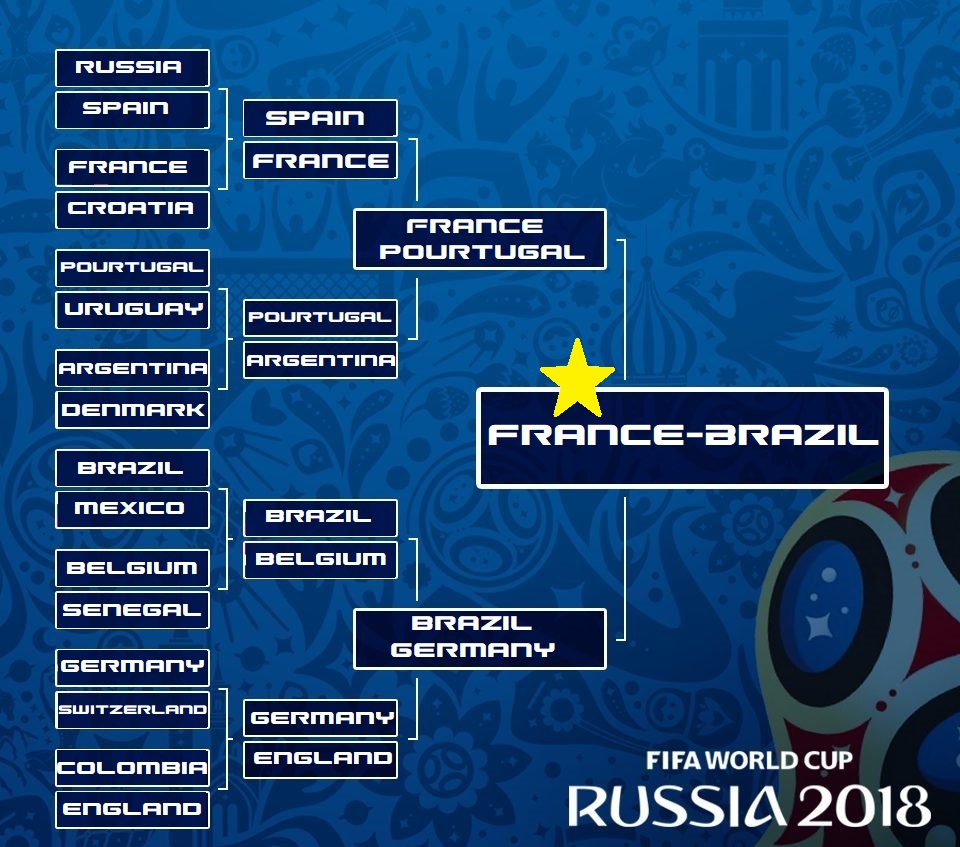 RUSSIA
SPAIN
FRANCE
CROATIA
POURTUGAL
URUGUAY
ARGENTINA
DENMARK
BRAZIL
MEXICO
BELGIUM
SENEGAL
GERMANY
SWITZERLAND
COLOMBIA
ENGLAND
SPAIN
FRANCE
POURTUGAL
ARGENTINA
BRAZIL
BELGIUM
GERMANY
ENGLAND
FRANCE
POURTUGAL
BRAZIL
GERMANY
FRANCE-BRAZIL
FIFA WORLD CUP
RUSSIA 2018